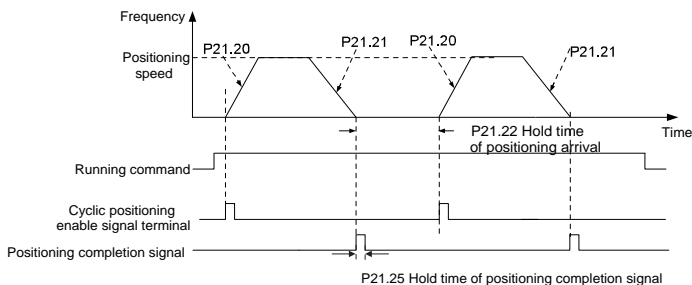 Frequency
P21.20
P21.21
P21.20
P21.21
Positioning
speed
Time
P21.22 Hold time
of positioning arrival
Running command
Cyclic positioning
enable signal terminal
Positioning completion signal
P21.25 Hold time of positioning completion signal